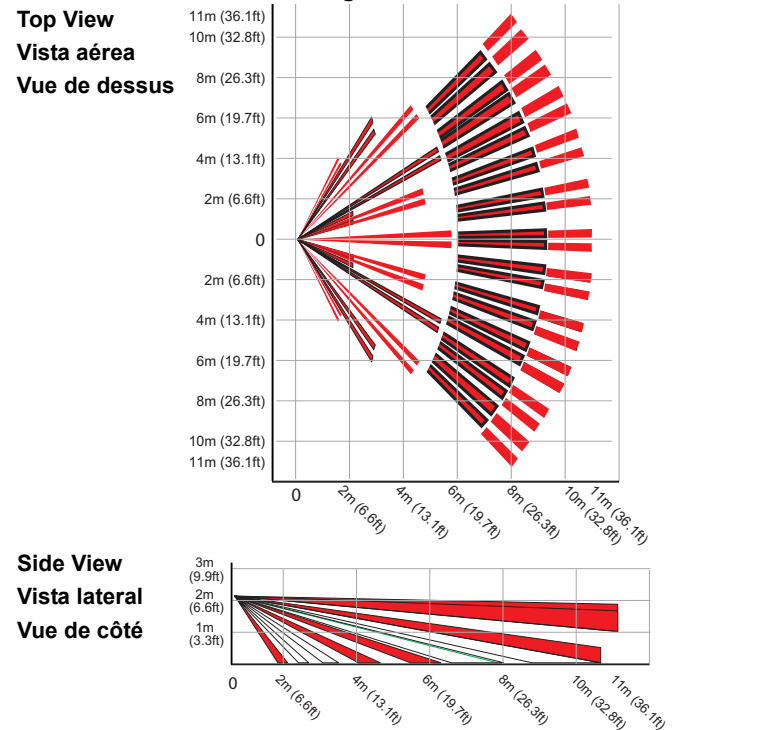 Top View
Vista aérea
Vue de dessus
11m (36.1ft)
10m (32.8ft)
8m (26.3ft)
6m (19.7ft)
4m (13.1ft)
2m (6.6ft)
0
2m (6.6ft)
4m (13.1ft)
6m (19.7ft)
8m (26.3ft)
10m (32.8ft)
11m (36.1ft)
0
2m (6.6ft)
4m (13.1ft)
6m (19.7ft)
8m (26.3ft)
10m (32.8ft)
11m (36.1ft)
Side View
Vista lateral
Vue de côté
3m
(9.9ft)
2m
(6.6ft)
1m
(3.3ft)
0
2m (6.6ft)
4m (13.1ft)
6m (19.7ft)
8m (26.3ft)
10m (32.8ft)
11m (36.1ft)